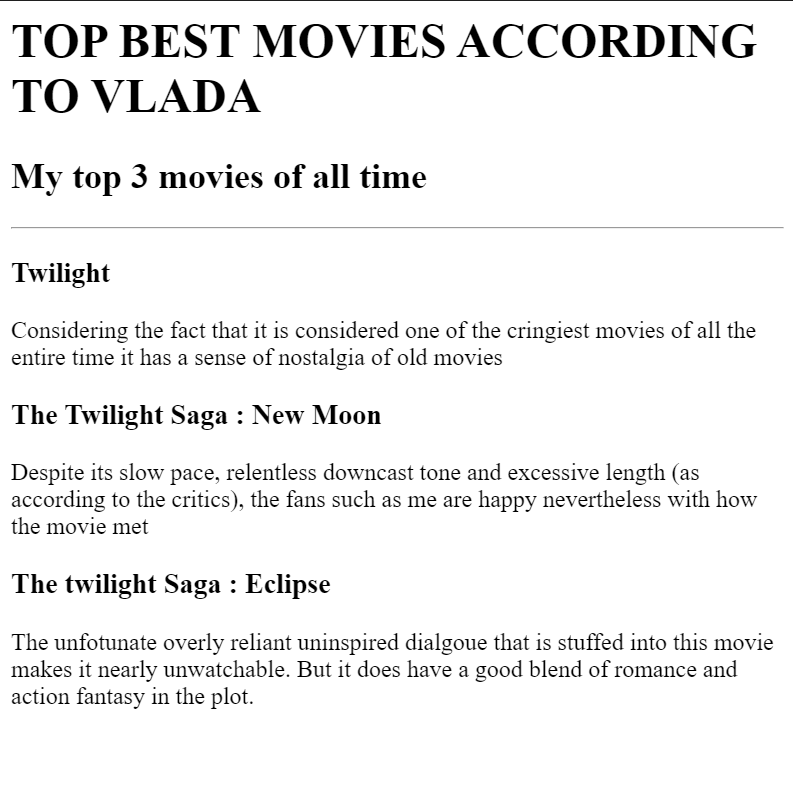 TOP BEST MOVIES ACCORDING
TO VLADA
My top 3 movies of all time
Twilight
Considering the fact that it is considered one of the cringiest movies of all the
entire time it has a sense of nostalgia of old movies
The Twilight Saga : New Moon
Despite its slow pace, relentless downcast tone and excessive length (as
according to the critics), the fans such as me are happy nevertheless with how
the movie met
The twilight Saga : Eclipse
The unfotunate overly reliant uninspired dialgoue that is stuffed into this movie
makes it nearly unwatchable. But it does have a good blend of romance and
action fantasy in the plot.